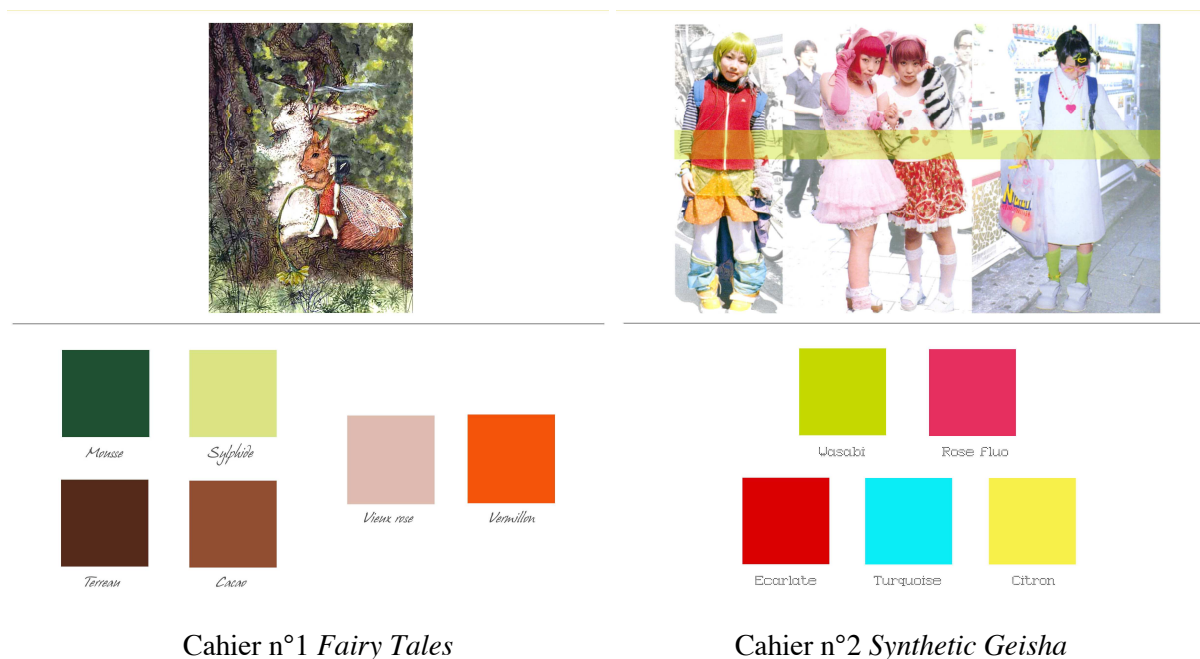 Mousse
Sylphide
Terreau
Cacao
Vieux rose
Vermillon
Cahier n°1 Fairy Tales
Wasabi
Rose Fluo
Ecarlate
Turquoise
Citron
Cahier n°2 Synthetic Geisha